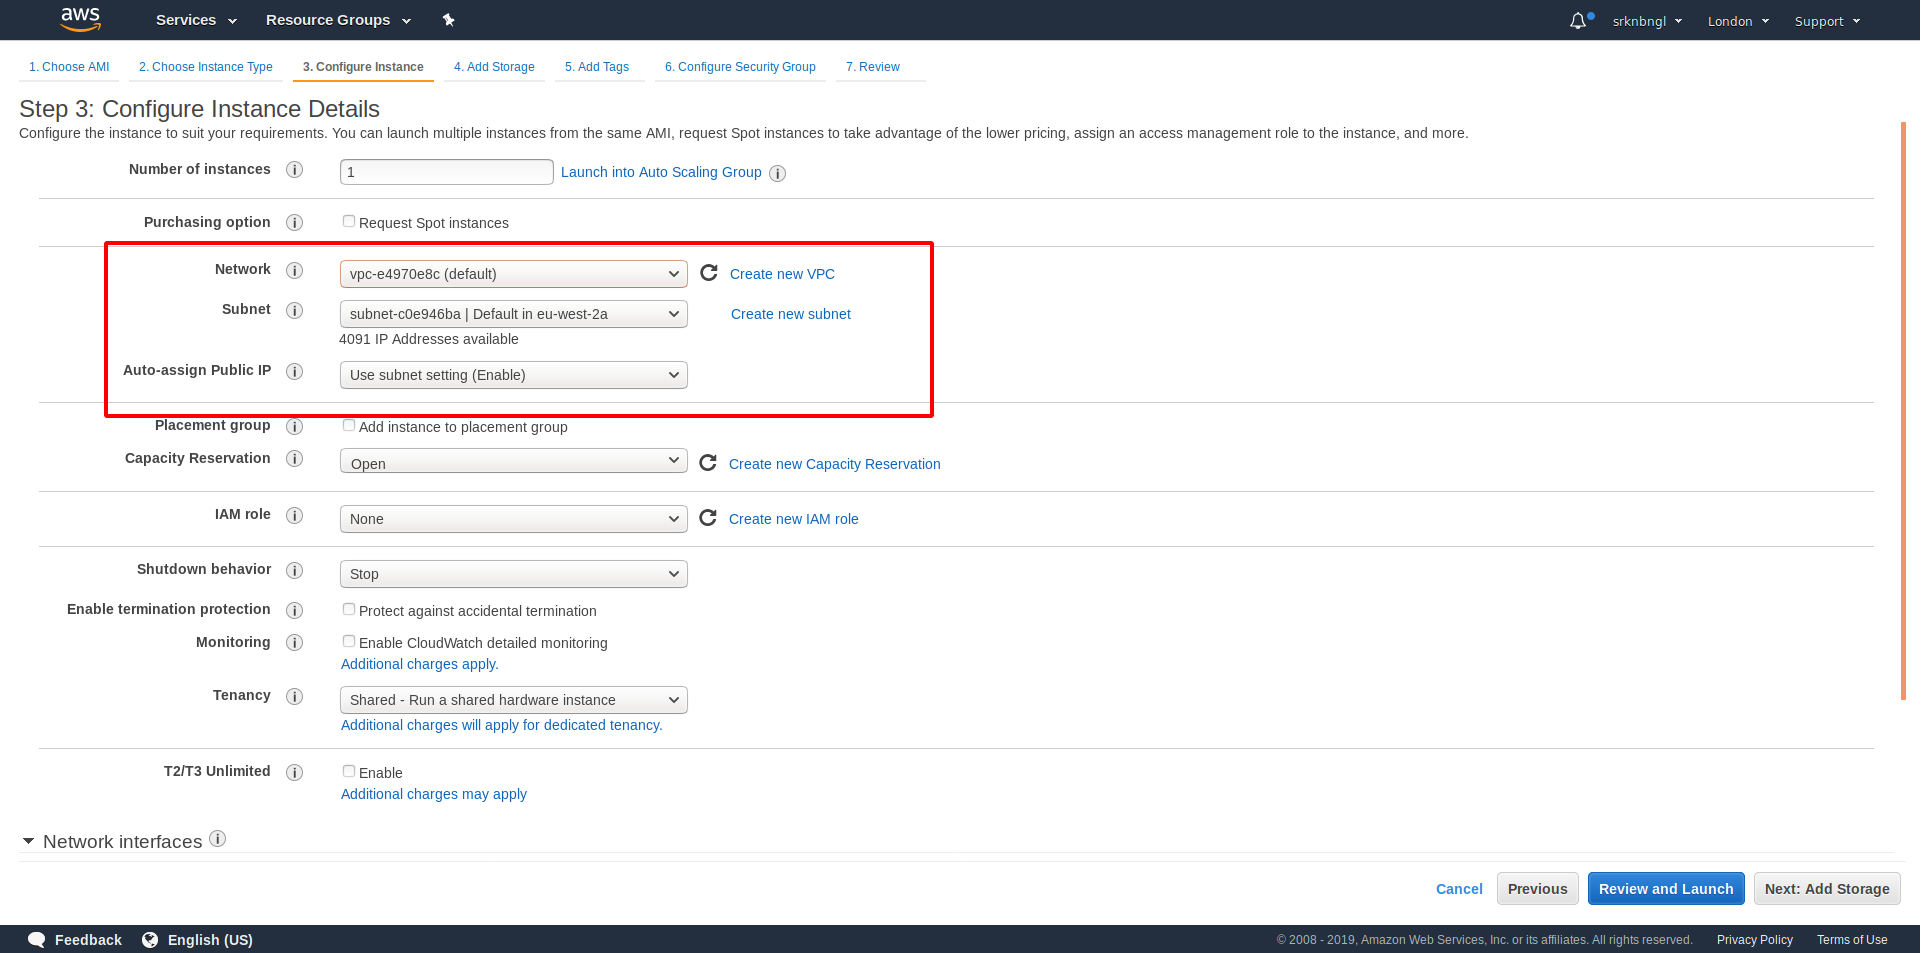 aws Services Resource Groups srknbngl London Support
1. Choose AMI 2. Choose Instance Type 3. Configure Instance 4. Add Storage 5. Add Tags 6. Configure Security Group 7. Review
Step 3: Configure Instance Details
Configure the instance to suit your requirements. You can launch multiple instances from the same AMI, request Spot instances to take advantage of the lower pricing, assign an access management role to the instance, and more.
Number of instances i 1 Launch into Auto Scaling Group i
Purchasing option i Request Spot instances
Network i vpc-e4970e8c (default) Create new VPC
Subnet i subnet-c0e946ba | Default in eu-west-2a Create new subnet
4091 IP Addresses available
Auto-assign Public IP i Use subnet setting (Enable)
Placement group i Add instance to placement group
Capacity Reservation i Open Create new Capacity Reservation
IAM role i None Create new IAM role
Shutdown behavior i Stop
Enable termination protection i Protect against accidental termination
Monitoring i Enable CloudWatch detailed monitoring
Additional charges apply.
Tenancy i Shared - Run a shared hardware instance
Additional charges will apply for dedicated tenancy.
T2/T3 Unlimited i Enable
Additional charges may apply
Network interfaces i
Cancel Previous Review and Launch Next: Add Storage
Feedback English (US) © 2008 - 2019, Amazon Web Services, Inc. or its affiliates. All rights reserved. Privacy Policy Terms of Use